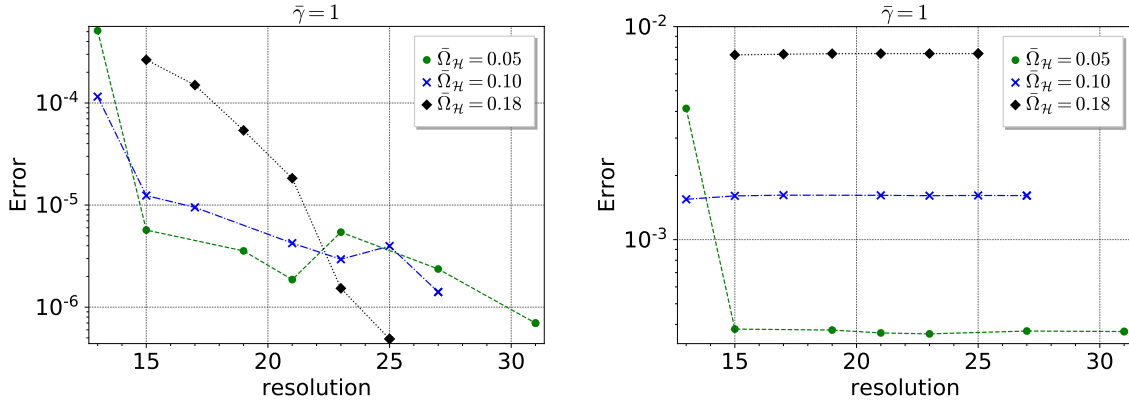 γ̄ = 1
Error
10⁻⁴
10⁻⁵
10⁻⁶
Ω̄_ℋ = 0.05
Ω̄_ℋ = 0.10
Ω̄_ℋ = 0.18
15 20 25 30
resolution
γ̄ = 1
Error
10⁻²
10⁻³
Ω̄_ℋ = 0.05
Ω̄_ℋ = 0.10
Ω̄_ℋ = 0.18
15 20 25 30
resolution